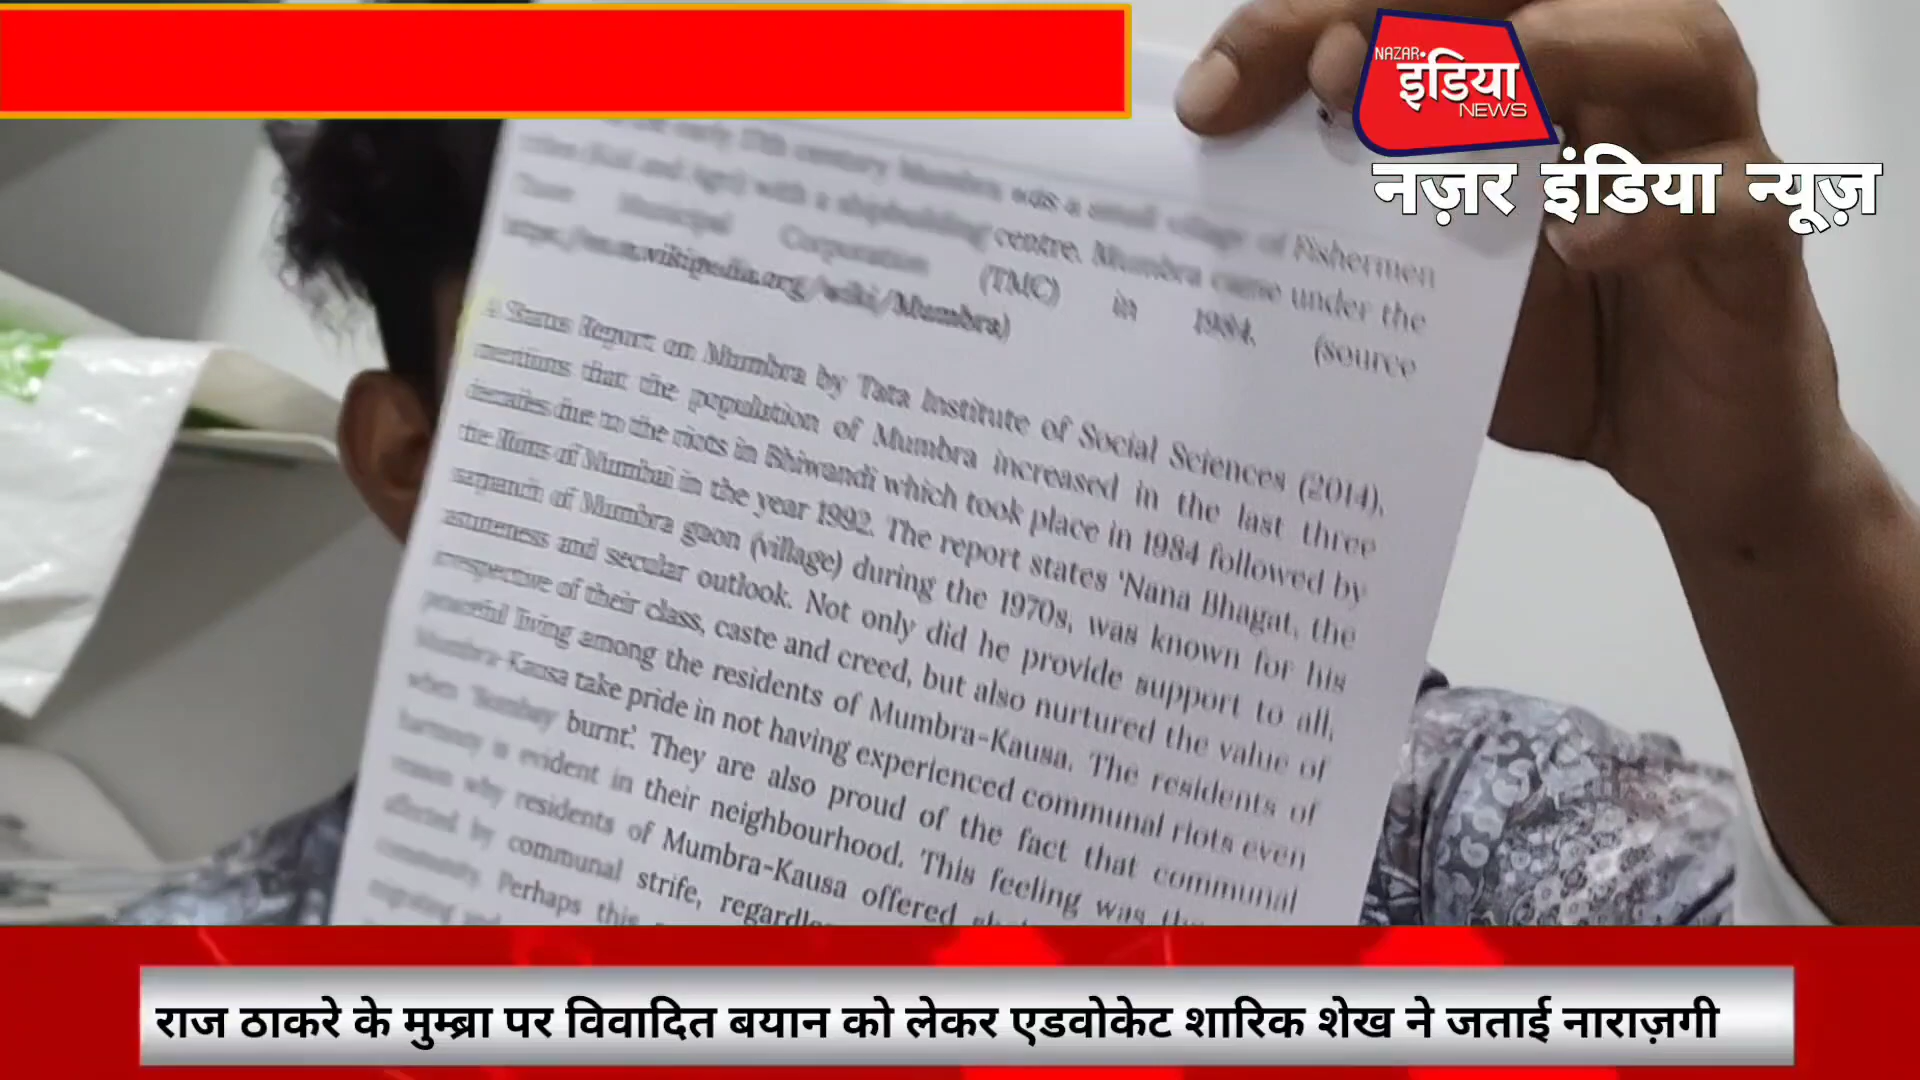 NAZAR
इंडिया
NEWS
नज़र इंडिया न्यूज़
early 17th century Mumbra was a small village of Fishermen
with a shipbuilding centre. Mumbra came under the
Municipal Corporation (TMC) in 1984. (source
https://en.m.wikipedia.org/wiki/Mumbra)
A Status Report on Mumbra by Tata Institute of Social Sciences (2014),
mentions that the population of Mumbra increased in the last three
decades due to the riots in Bhiwandi which took place in 1984 followed by
the Riots of Mumbai in the year 1992. The report states 'Nana Bhagat, the
sarpanch of Mumbra gaon (village) during the 1970s, was known for his
astuteness and secular outlook. Not only did he provide support to all,
irrespective of their class, caste and creed, but also nurtured the value of
peaceful living among the residents of Mumbra-Kausa. The residents of
Mumbra-Kausa take pride in not having experienced communal riots even
when 'Bombay burnt'. They are also proud of the fact that communal
harmony is evident in their neighbourhood. This feeling was
reason why residents of Mumbra-Kausa offered
affected by communal strife,
community. Perhaps this
राज ठाकरे के मुम्ब्रा पर विवादित बयान को लेकर एडवोकेट शारिक शेख ने जताई नाराज़गी